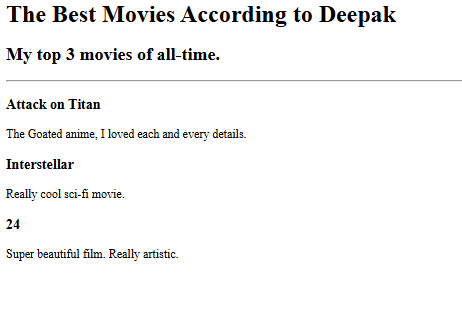 The Best Movies According to Deepak
My top 3 movies of all-time.
Attack on Titan
The Goated anime, I loved each and every details.
Interstellar
Really cool sci-fi movie.
24
Super beautiful film. Really artistic.